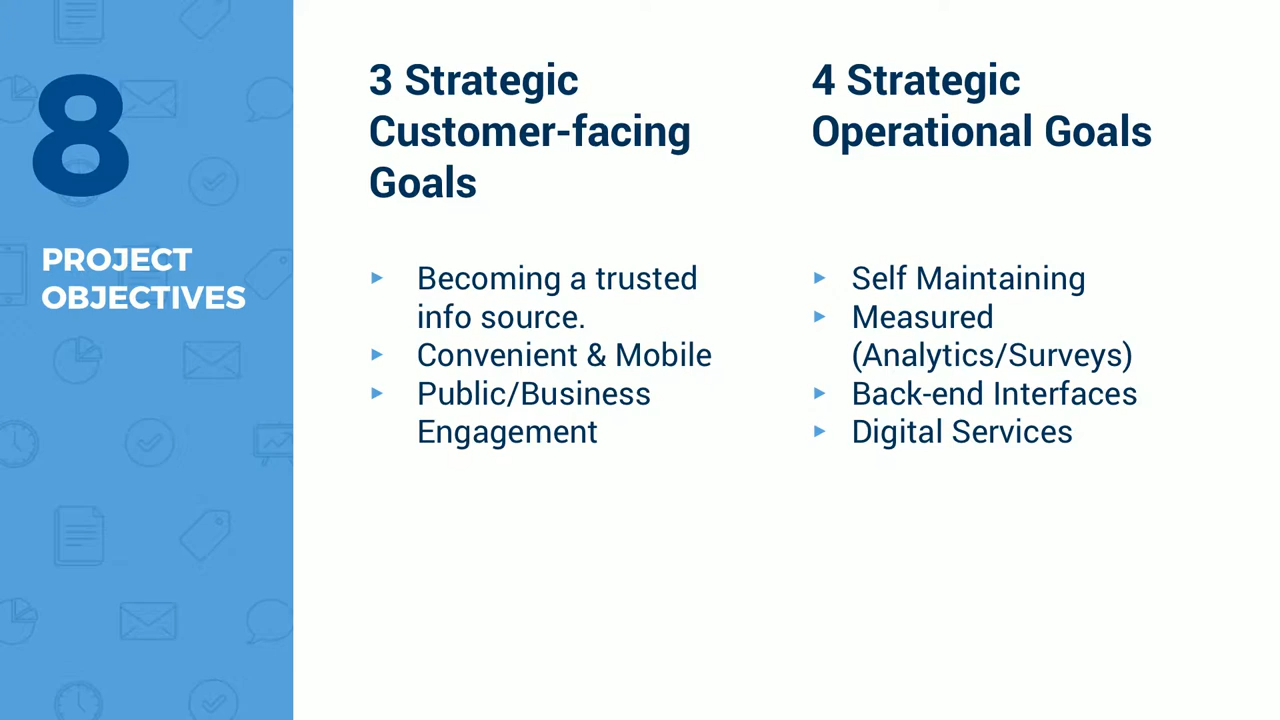 8
PROJECT
OBJECTIVES
3 Strategic
Customer-facing
Goals
▸ Becoming a trusted
info source.
▸ Convenient & Mobile
▸ Public/Business
Engagement
4 Strategic
Operational Goals
▸ Self Maintaining
▸ Measured
(Analytics/Surveys)
▸ Back-end Interfaces
▸ Digital Services